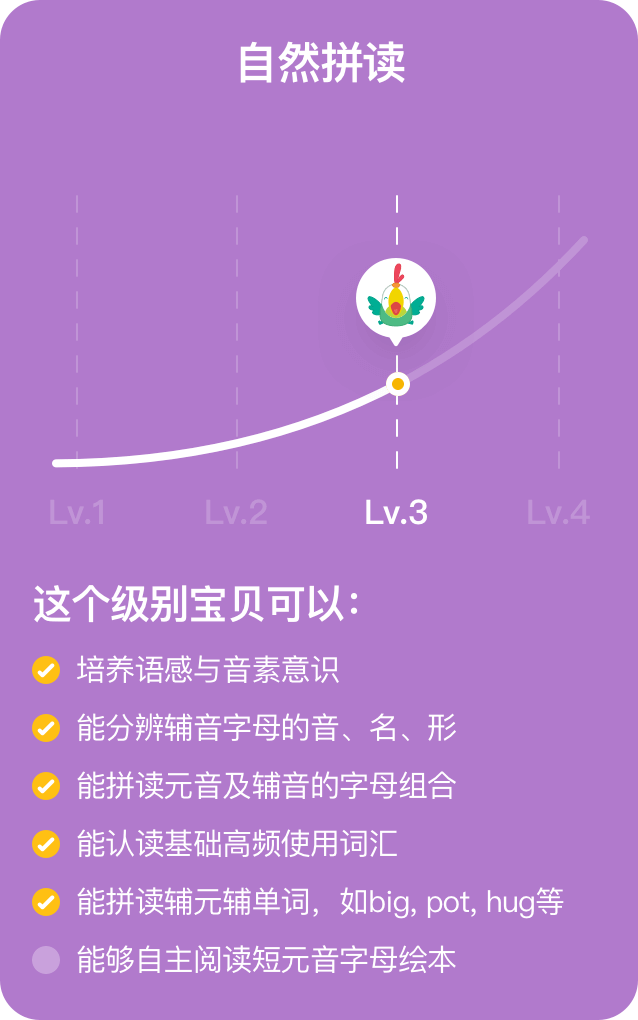 自然拼读
Lv.1
Lv.2
Lv.3
Lv.4
这个级别宝贝可以：
培养语感与音素意识
能分辨辅音字母的音、名、形
能拼读元音及辅音的字母组合
能认读基础高频使用词汇
能拼读辅元辅单词，如big, pot, hug等
能够自主阅读短元音字母绘本